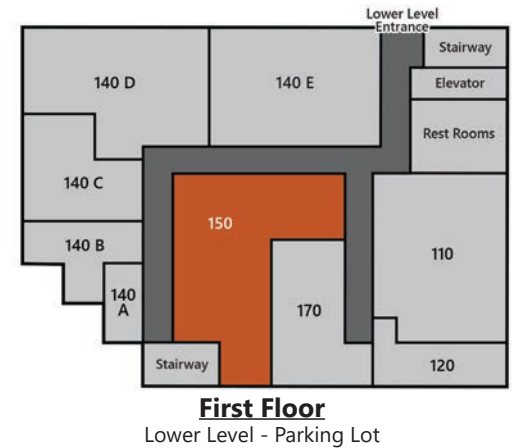 Lower Level
Entrance
Stairway
140 D
140 E
Elevator
Rest Rooms
140 C
150
140 B
110
140
A
170
Stairway
120
First Floor
Lower Level - Parking Lot